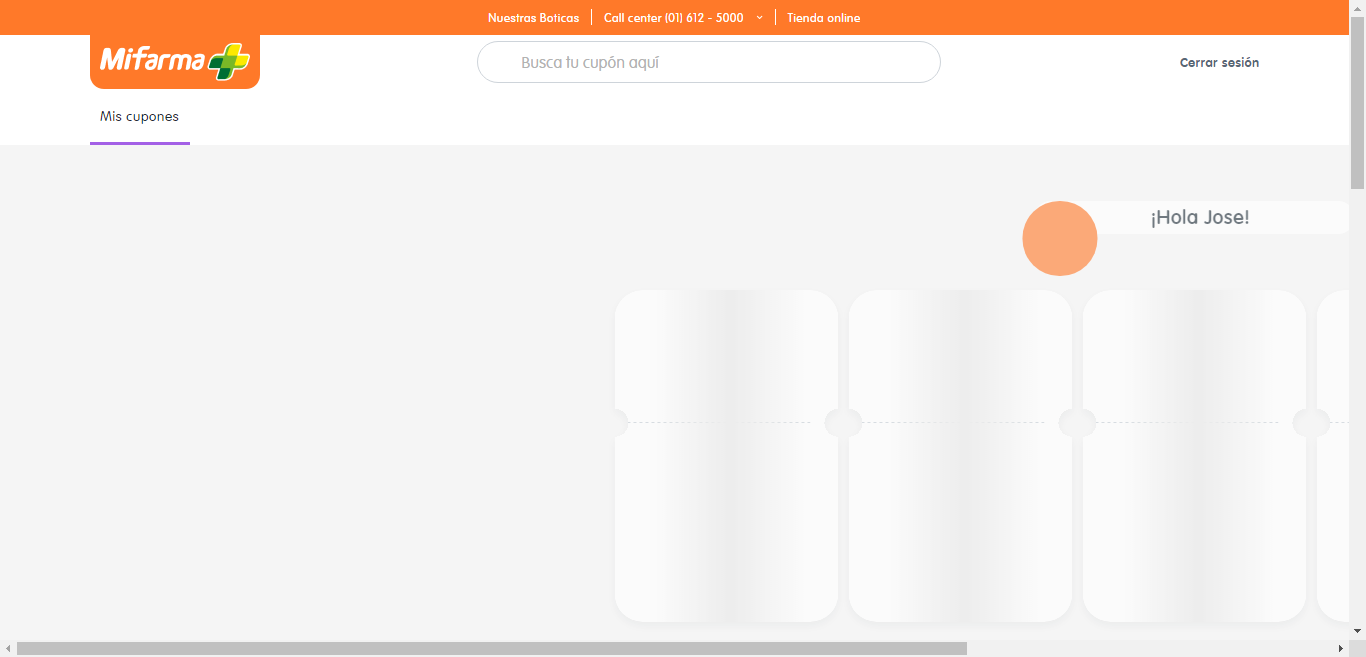 Nuestras Boticas
Call center (01) 612 - 5000
Tienda online
Mifarma
Busca tu cupón aquí
Cerrar sesión
Mis cupones
¡Hola Jose!